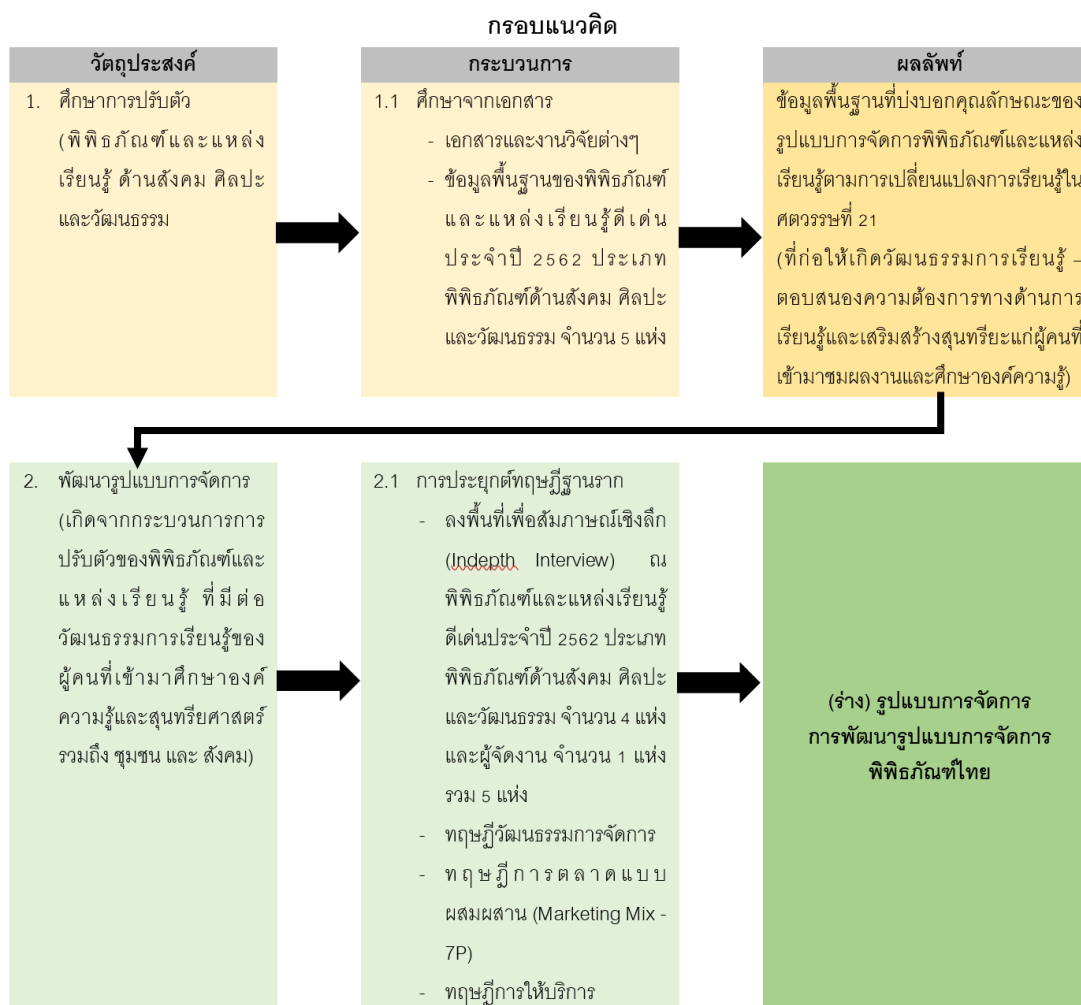 กรอบแนวคิด
วัตถุประสงค์
กระบวนการ
ผลลัพท์
1. ศึกษาการปรับตัว
(พิพิธภัณฑ์และแหล่ง
เรียนรู้ ด้านสังคม ศิลปะ
และวัฒนธรรม
1.1 ศึกษาจากเอกสาร
- เอกสารและงานวิจัยต่างๆ
- ข้อมูลพื้นฐานของพิพิธภัณฑ์
และแหล่งเรียนรู้ดีเด่น
ประจำปี 2562 ประเภท
พิพิธภัณฑ์ด้านสังคม ศิลปะ
และวัฒนธรรม จำนวน 5 แห่ง
ข้อมูลพื้นฐานที่บ่งบอกคุณลักษณะของ
รูปแบบการจัดการพิพิธภัณฑ์และแหล่ง
เรียนรู้ตามการเปลี่ยนแปลงการเรียนรู้ใน
ศตวรรษที่ 21
(ที่ก่อให้เกิดวัฒนธรรมการเรียนรู้ –
ตอบสนองความต้องการทางด้านการ
เรียนรู้และเสริมสร้างสุนทรียะแก่ผู้คนที่
เข้ามาชมผลงานและศึกษาองค์ความรู้)
2. พัฒนารูปแบบการจัดการ
(เกิดจากกระบวนการการ
ปรับตัวของพิพิธภัณฑ์และ
แหล่งเรียนรู้ ที่มีต่อ
วัฒนธรรมการเรียนรู้ของ
ผู้คนที่เข้ามาศึกษาองค์
ความรู้และสุนทรียศาสตร์
รวมถึง ชุมชน และ สังคม)
2.1 การประยุกต์ทฤษฎีฐานราก
- ลงพื้นที่เพื่อสัมภาษณ์เชิงลึก
(Indepth Interview) ณ
พิพิธภัณฑ์และแหล่งเรียนรู้
ดีเด่นประจำปี 2562 ประเภท
พิพิธภัณฑ์ด้านสังคม ศิลปะ
และวัฒนธรรม จำนวน 4 แห่ง
และผู้จัดงาน จำนวน 1 แห่ง
รวม 5 แห่ง
- ทฤษฎีวัฒนธรรมการจัดการ
- ทฤษฎีการตลาดแบบ
ผสมผสาน (Marketing Mix -
7P)
- ทฤษฎีการให้บริการ
(ร่าง) รูปแบบการจัดการ
การพัฒนารูปแบบการจัดการ
พิพิธภัณฑ์ไทย